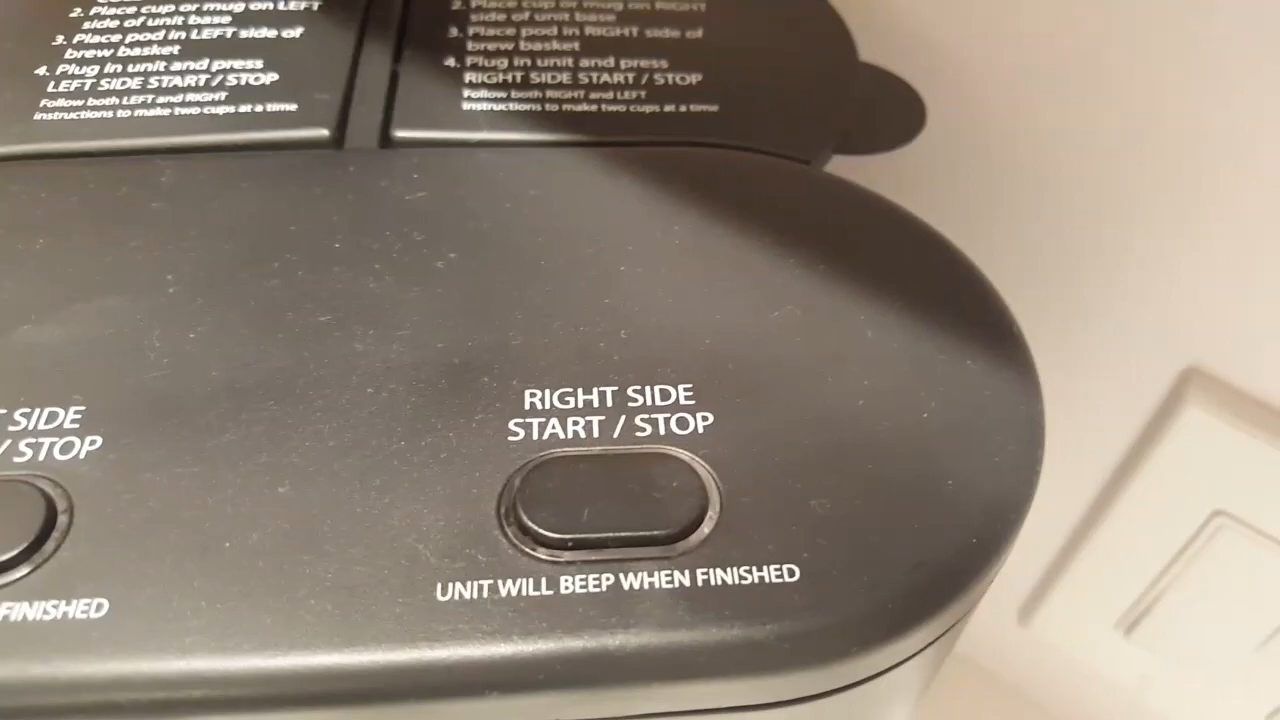 2. Place cup or mug on LEFT
side of unit base
3. Place pod in LEFT side of
brew basket
4. Plug in unit and press
LEFT SIDE START / STOP
Follow both LEFT and RIGHT
instructions to make two cups at a time
2. Place cup or mug on RIGHT
side of unit base
3. Place pod in RIGHT side of
brew basket
4. Plug in unit and press
RIGHT SIDE START / STOP
Follow both RIGHT and LEFT
instructions to make two cups at a time
SIDE
/ STOP
FINISHED
RIGHT SIDE
START / STOP
UNIT WILL BEEP WHEN FINISHED